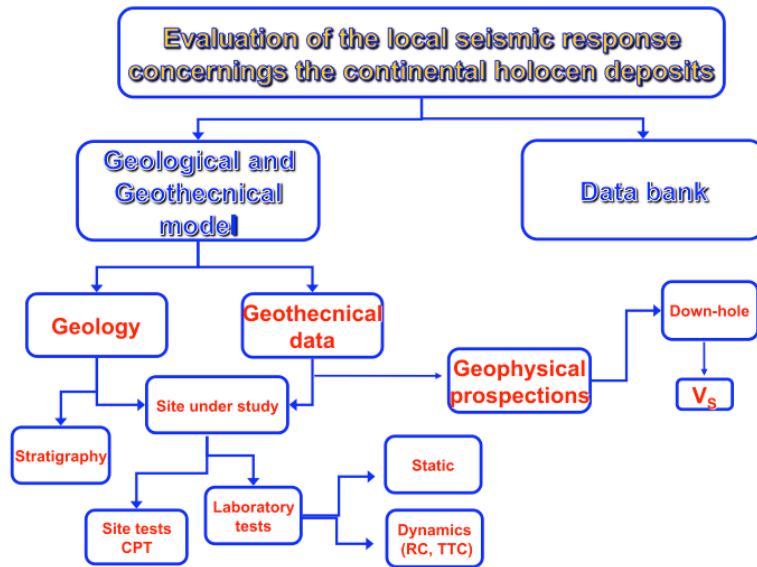 Evaluation of the local seismic response
concernings the continental holocen deposits
Geological and
Geothecnical
model
Data bank
Geology
Geothecnical
data
Down-hole
Geophysical
prospections
V_S
Site under study
Stratigraphy
Static
Laboratory
tests
Site tests
CPT
Dynamics
(RC, TTC)